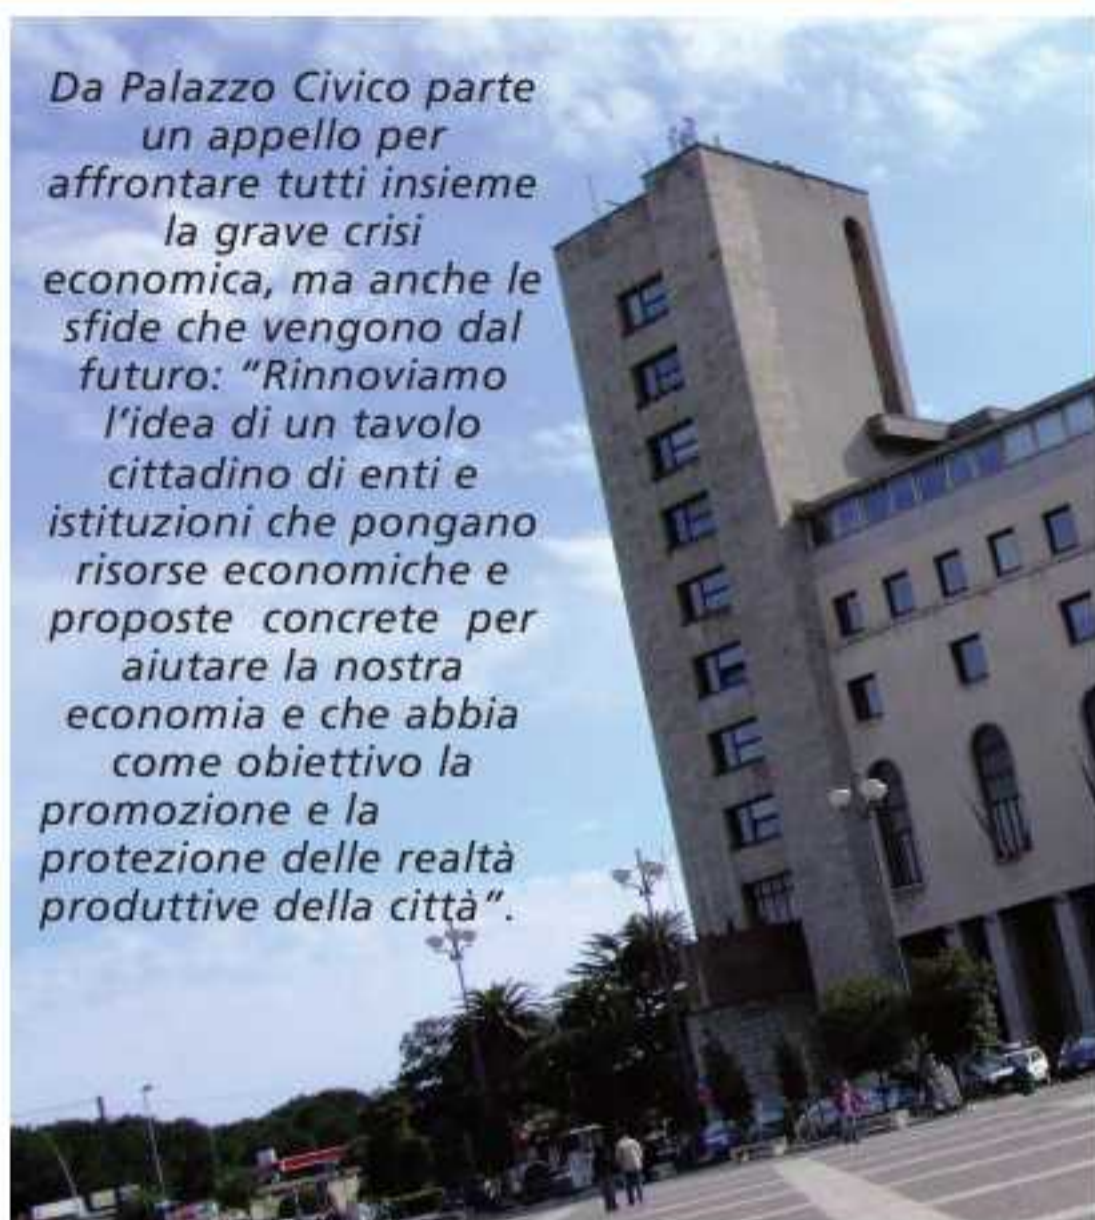 Da Palazzo Civico parte
un appello per
affrontare tutti insieme
la grave crisi
economica, ma anche le
sfide che vengono dal
futuro: "Rinnoviamo
l'idea di un tavolo
cittadino di enti e
istituzioni che pongano
risorse economiche e
proposte concrete per
aiutare la nostra
economia e che abbia
come obiettivo la
promozione e la
protezione delle realtà
produttive della città".